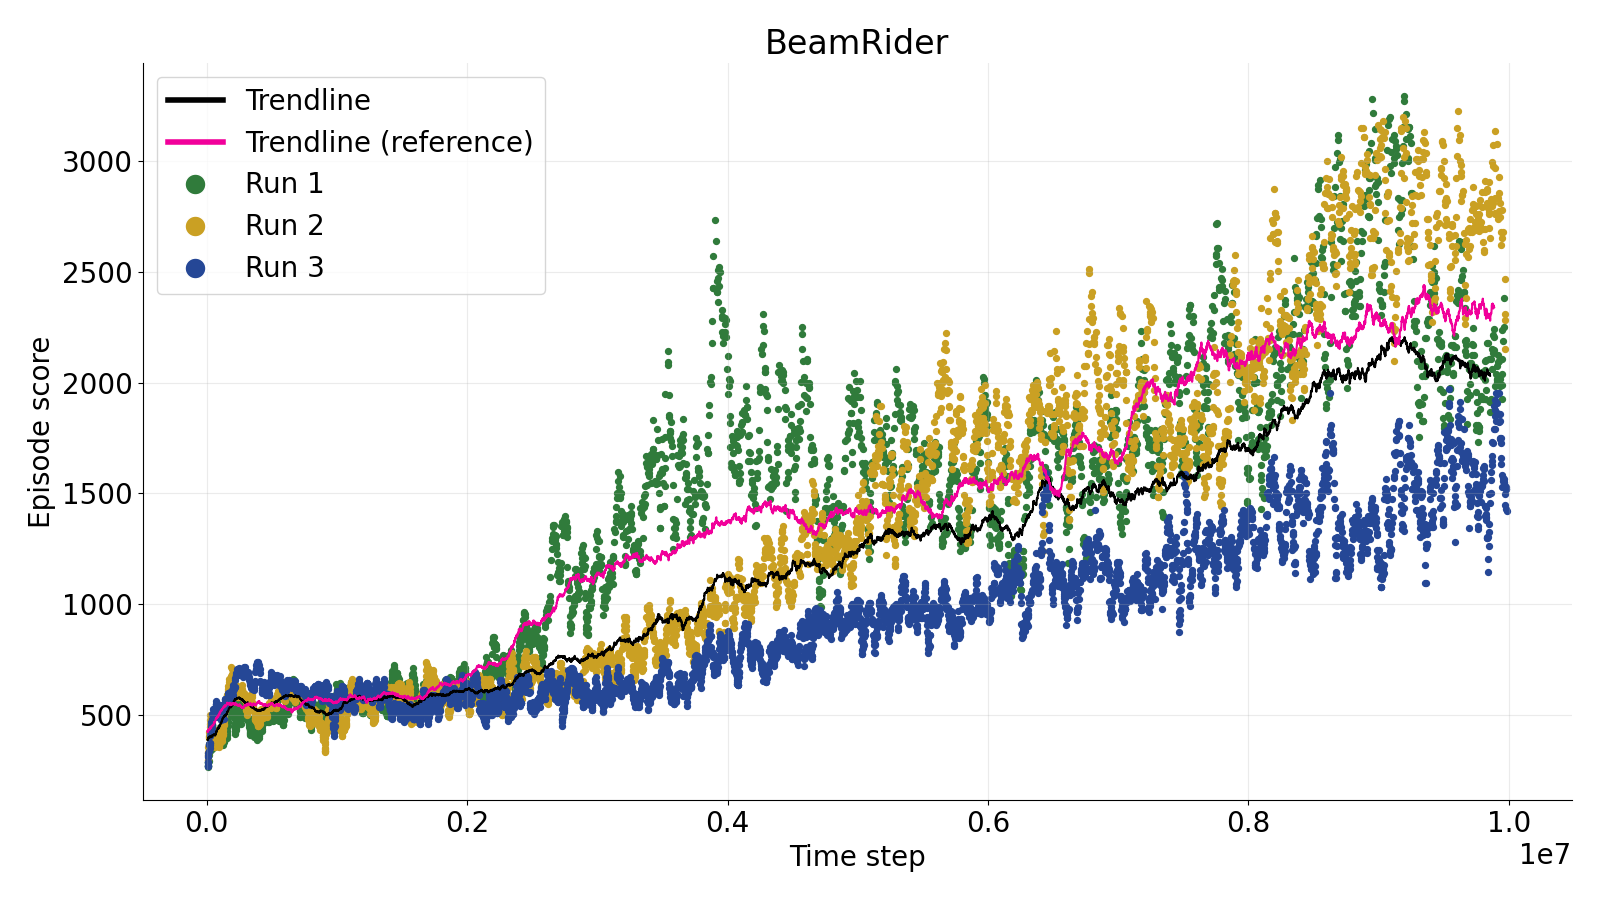 BeamRider
Trendline
Trendline (reference)
Run 1
Run 2
Run 3
Episode score
3000
2500
2000
1500
1000
500
0.0 0.2 0.4 0.6 0.8 1.0
1e7
Time step